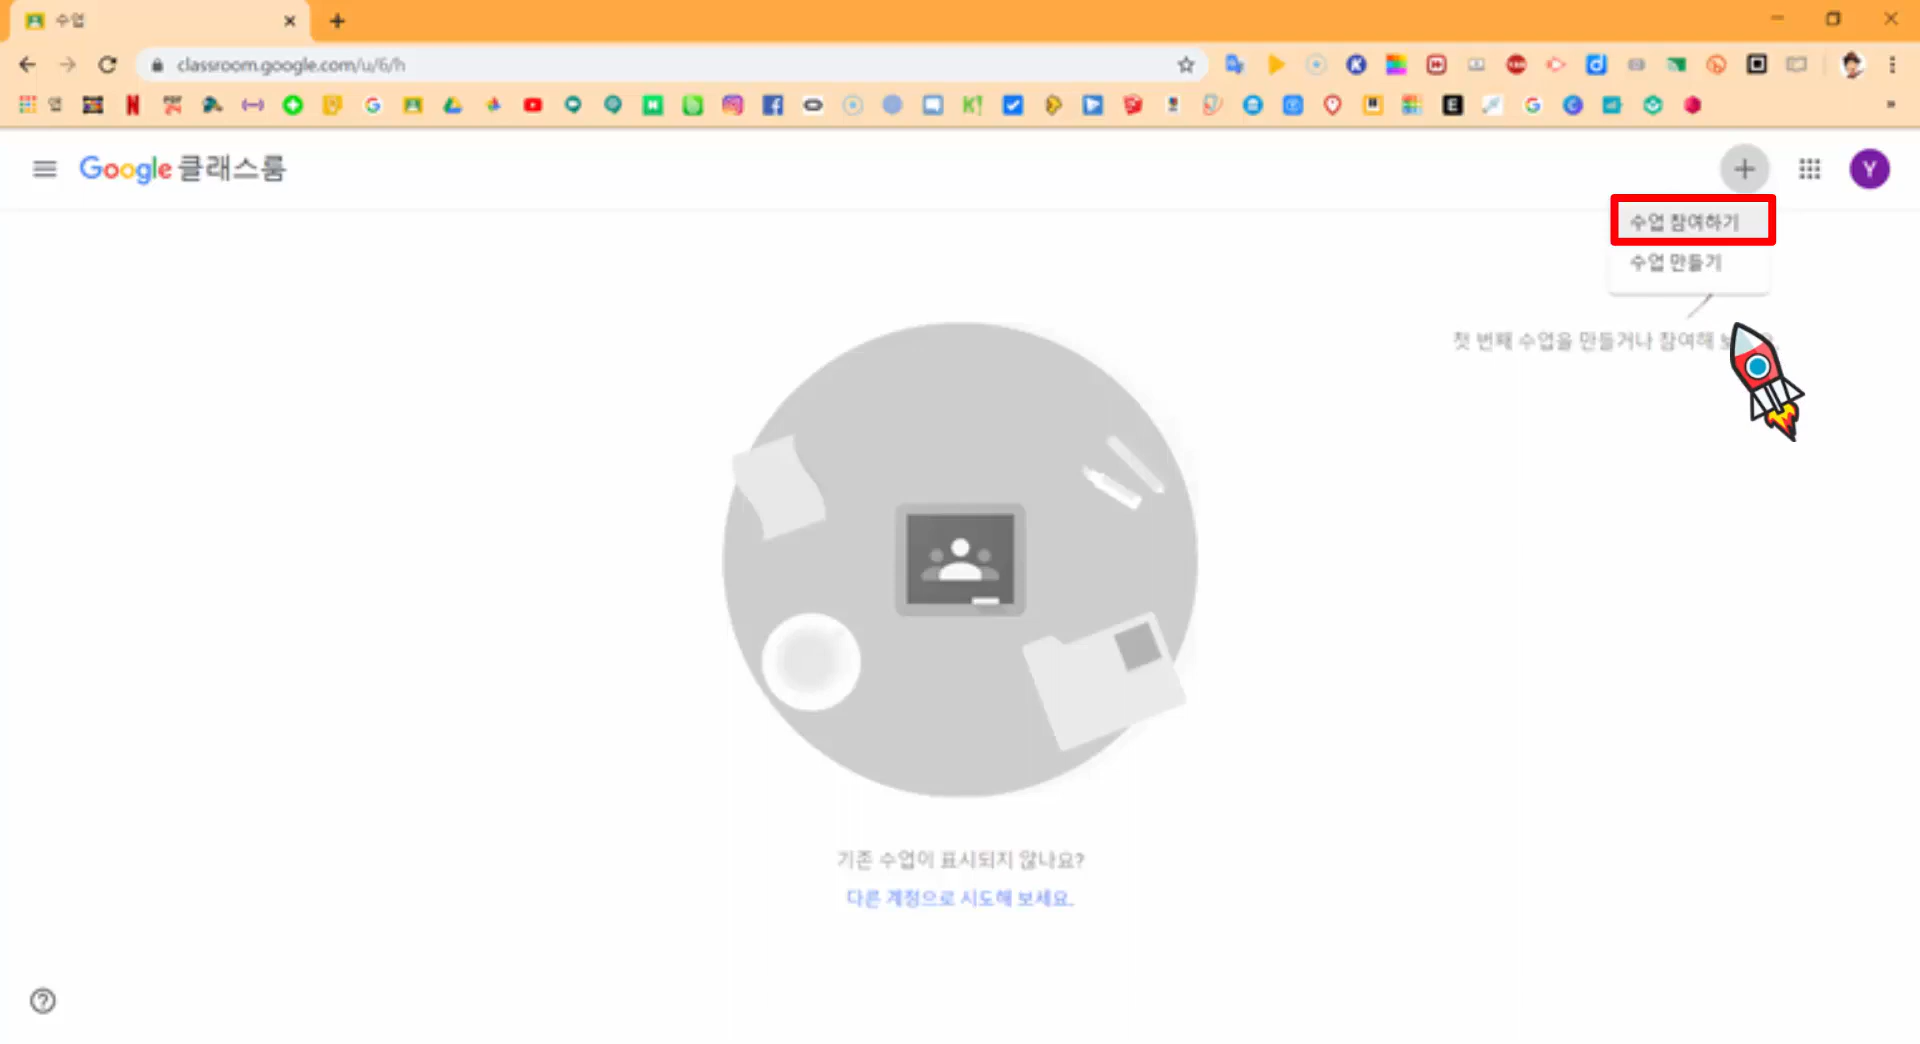 수업
classroom.google.com/u/6/h
앱
Google 클래스룸
Y
수업 참여하기
수업 만들기
첫 번째 수업을 만들거나 참여해
기존 수업이 표시되지 않나요?
다른 계정으로 시도해 보세요.